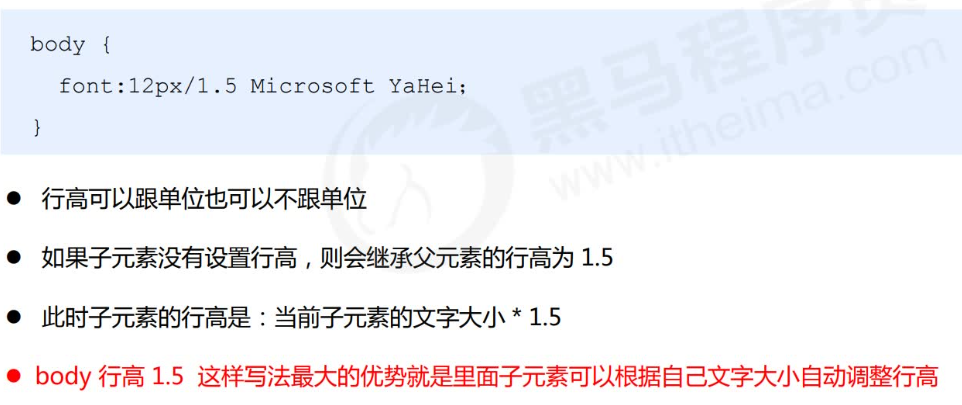 body {
font:12px/1.5 Microsoft YaHei;
}
黑马程序员
www.itheima.com
● 行高可以跟单位也可以不跟单位
● 如果子元素没有设置行高，则会继承父元素的行高为 1.5
● 此时子元素的行高是：当前子元素的文字大小 * 1.5
● body 行高 1.5 这样写法最大的优势就是里面子元素可以根据自己文字大小自动调整行高